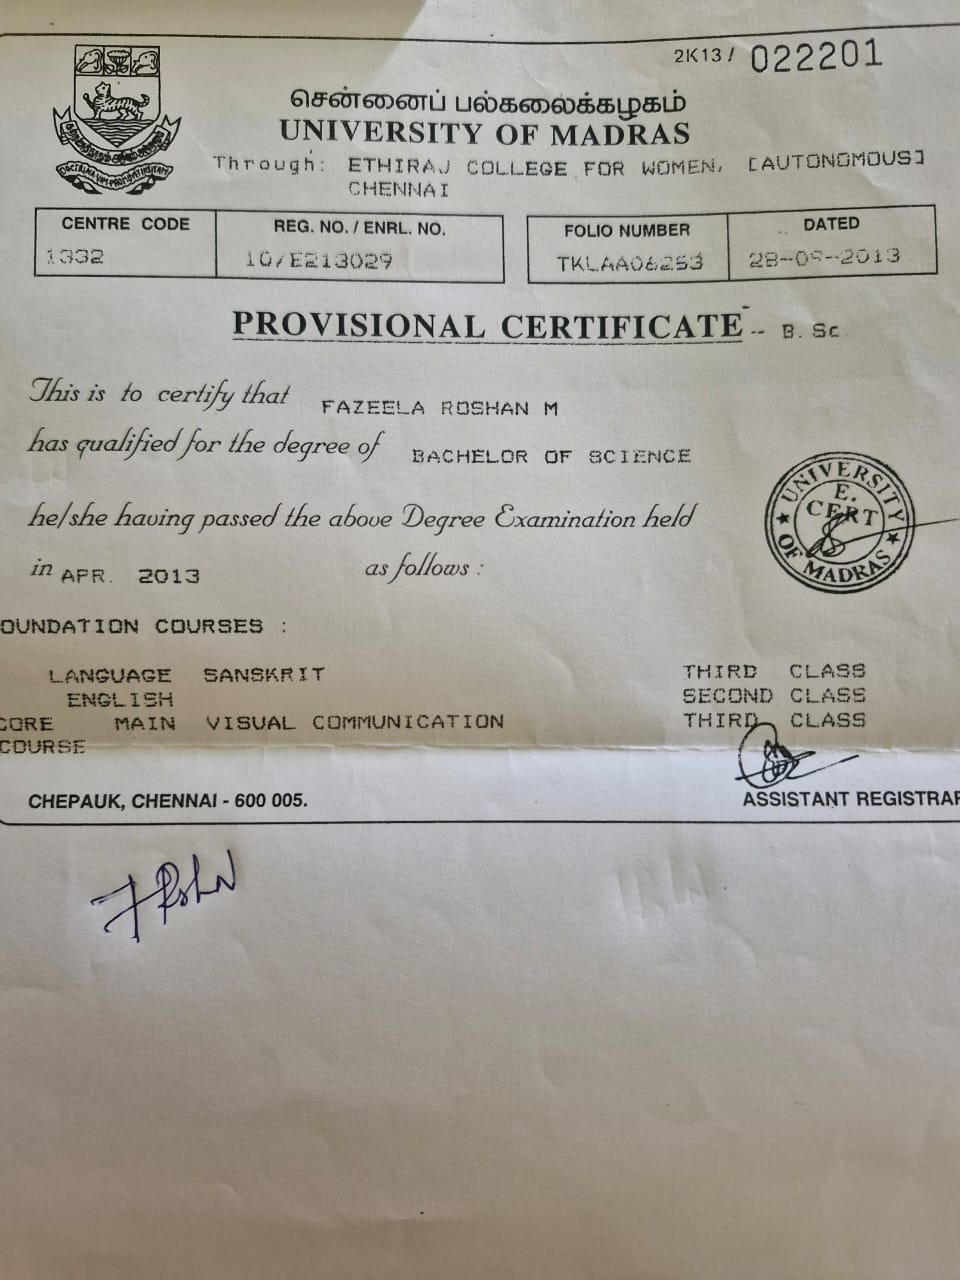 2K13 / 022201
சென்னைப் பல்கலைக்கழகம்
UNIVERSITY OF MADRAS
Through: ETHIRAJ COLLEGE FOR WOMEN, [AUTONOMOUS]
CHENNAI
CENTRE CODE REG. NO. / ENRL. NO. FOLIO NUMBER DATED
1332 10/E213029 TKLAA06253 28-09-2013
PROVISIONAL CERTIFICATE -- B. Sc
This is to certify that FAZEELA ROSHAN M
has qualified for the degree of BACHELOR OF SCIENCE
UNIVERSITY OF MADRAS
E.
CERT
he/she having passed the above Degree Examination held
in APR. 2013 as follows :
OUNDATION COURSES :
LANGUAGE SANSKRIT THIRD CLASS
ENGLISH SECOND CLASS
CORE MAIN VISUAL COMMUNICATION THIRD CLASS
COURSE
CHEPAUK, CHENNAI - 600 005. ASSISTANT REGISTRAR